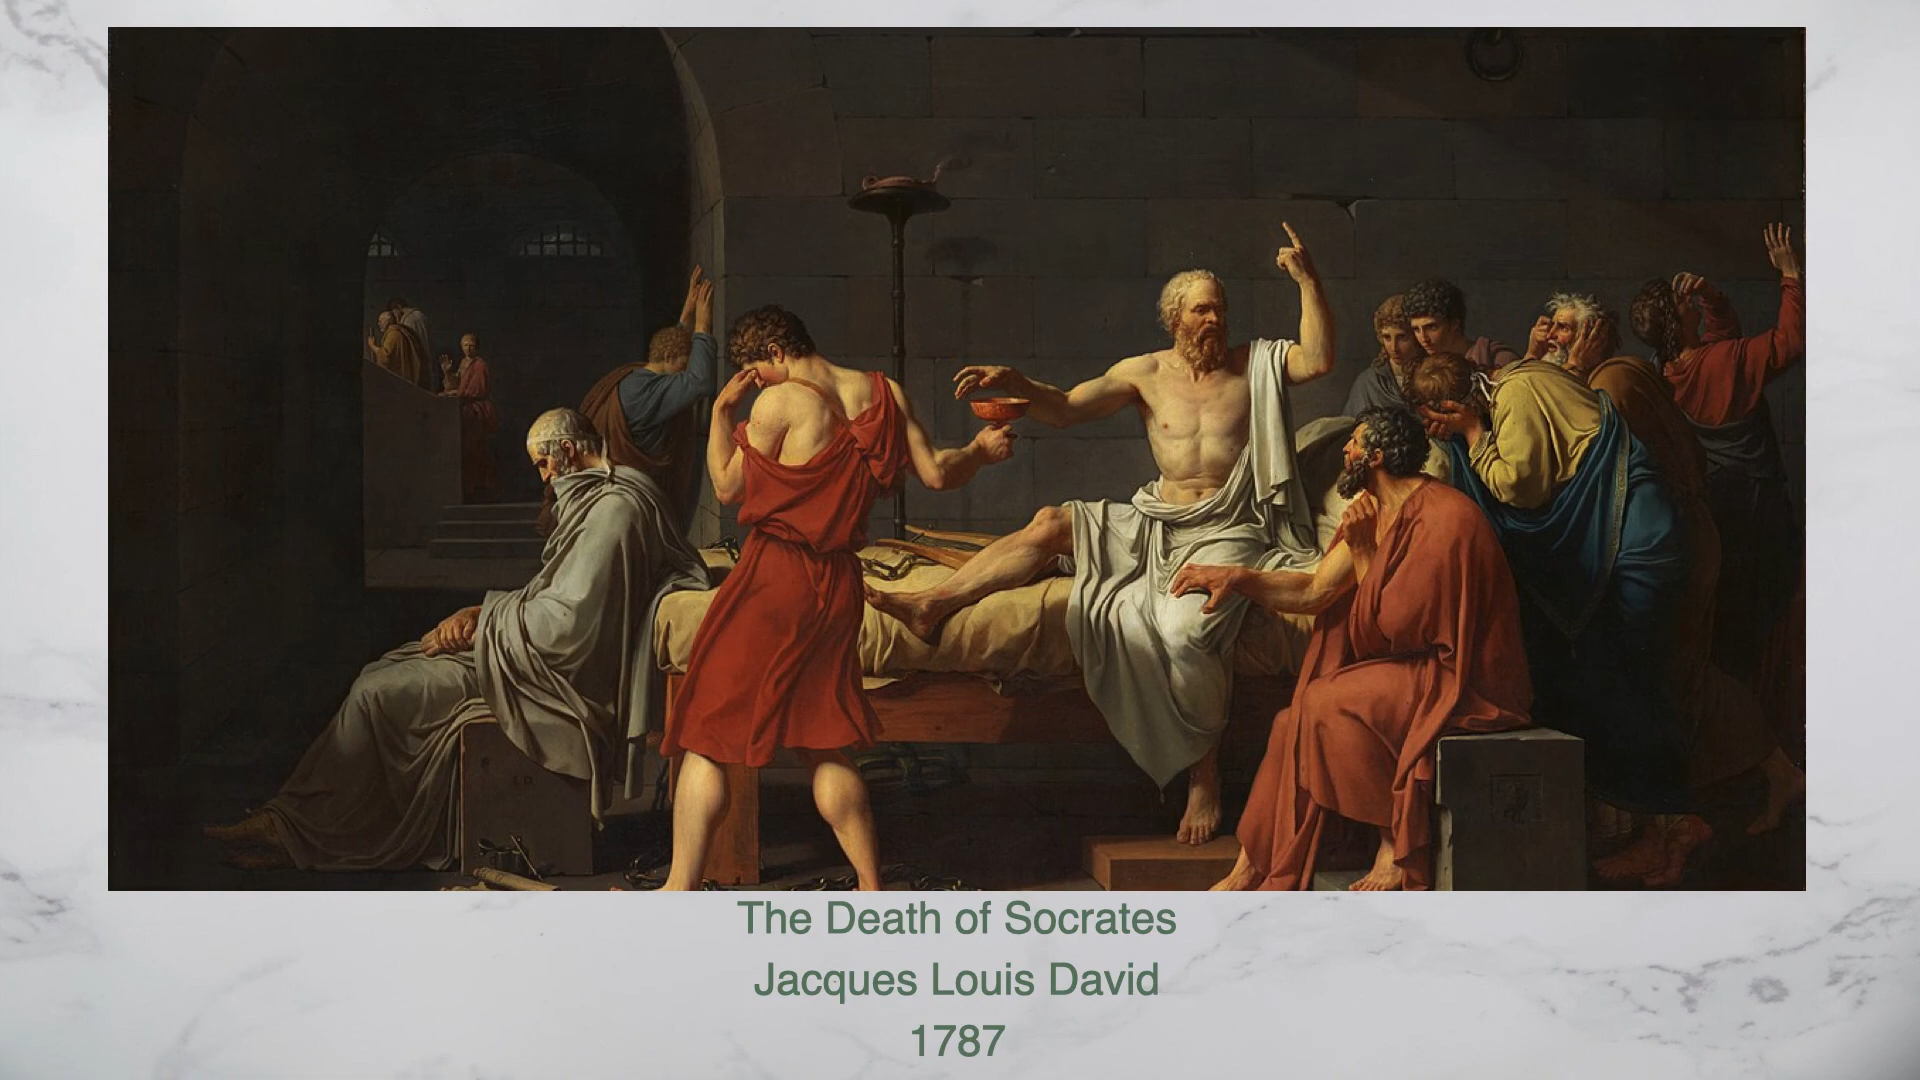 L.D.
The Death of Socrates
Jacques Louis David
1787